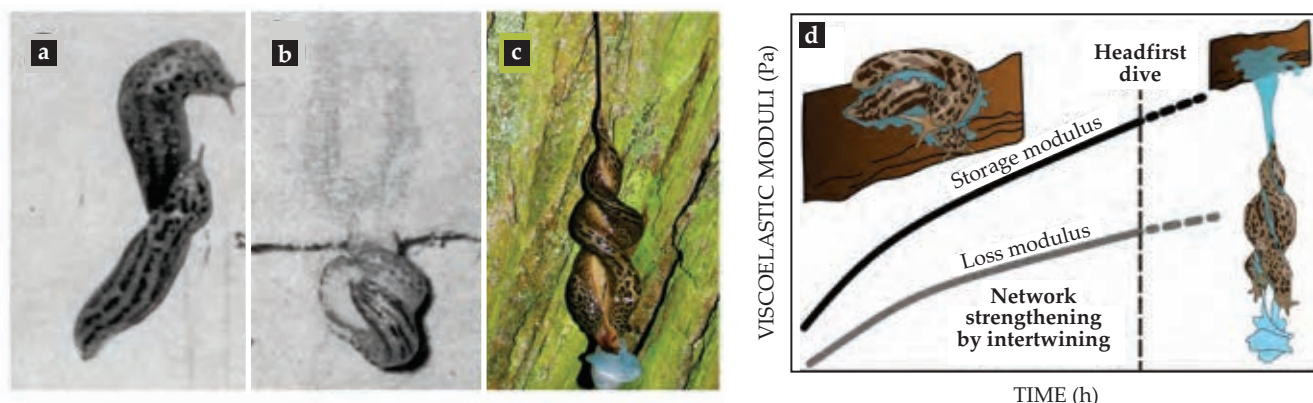 a
b
c
d
Headfirst
dive
Storage modulus
Loss modulus
Network
strengthening
by intertwining
VISCOELASTIC MODULI (Pa)
TIME (h)